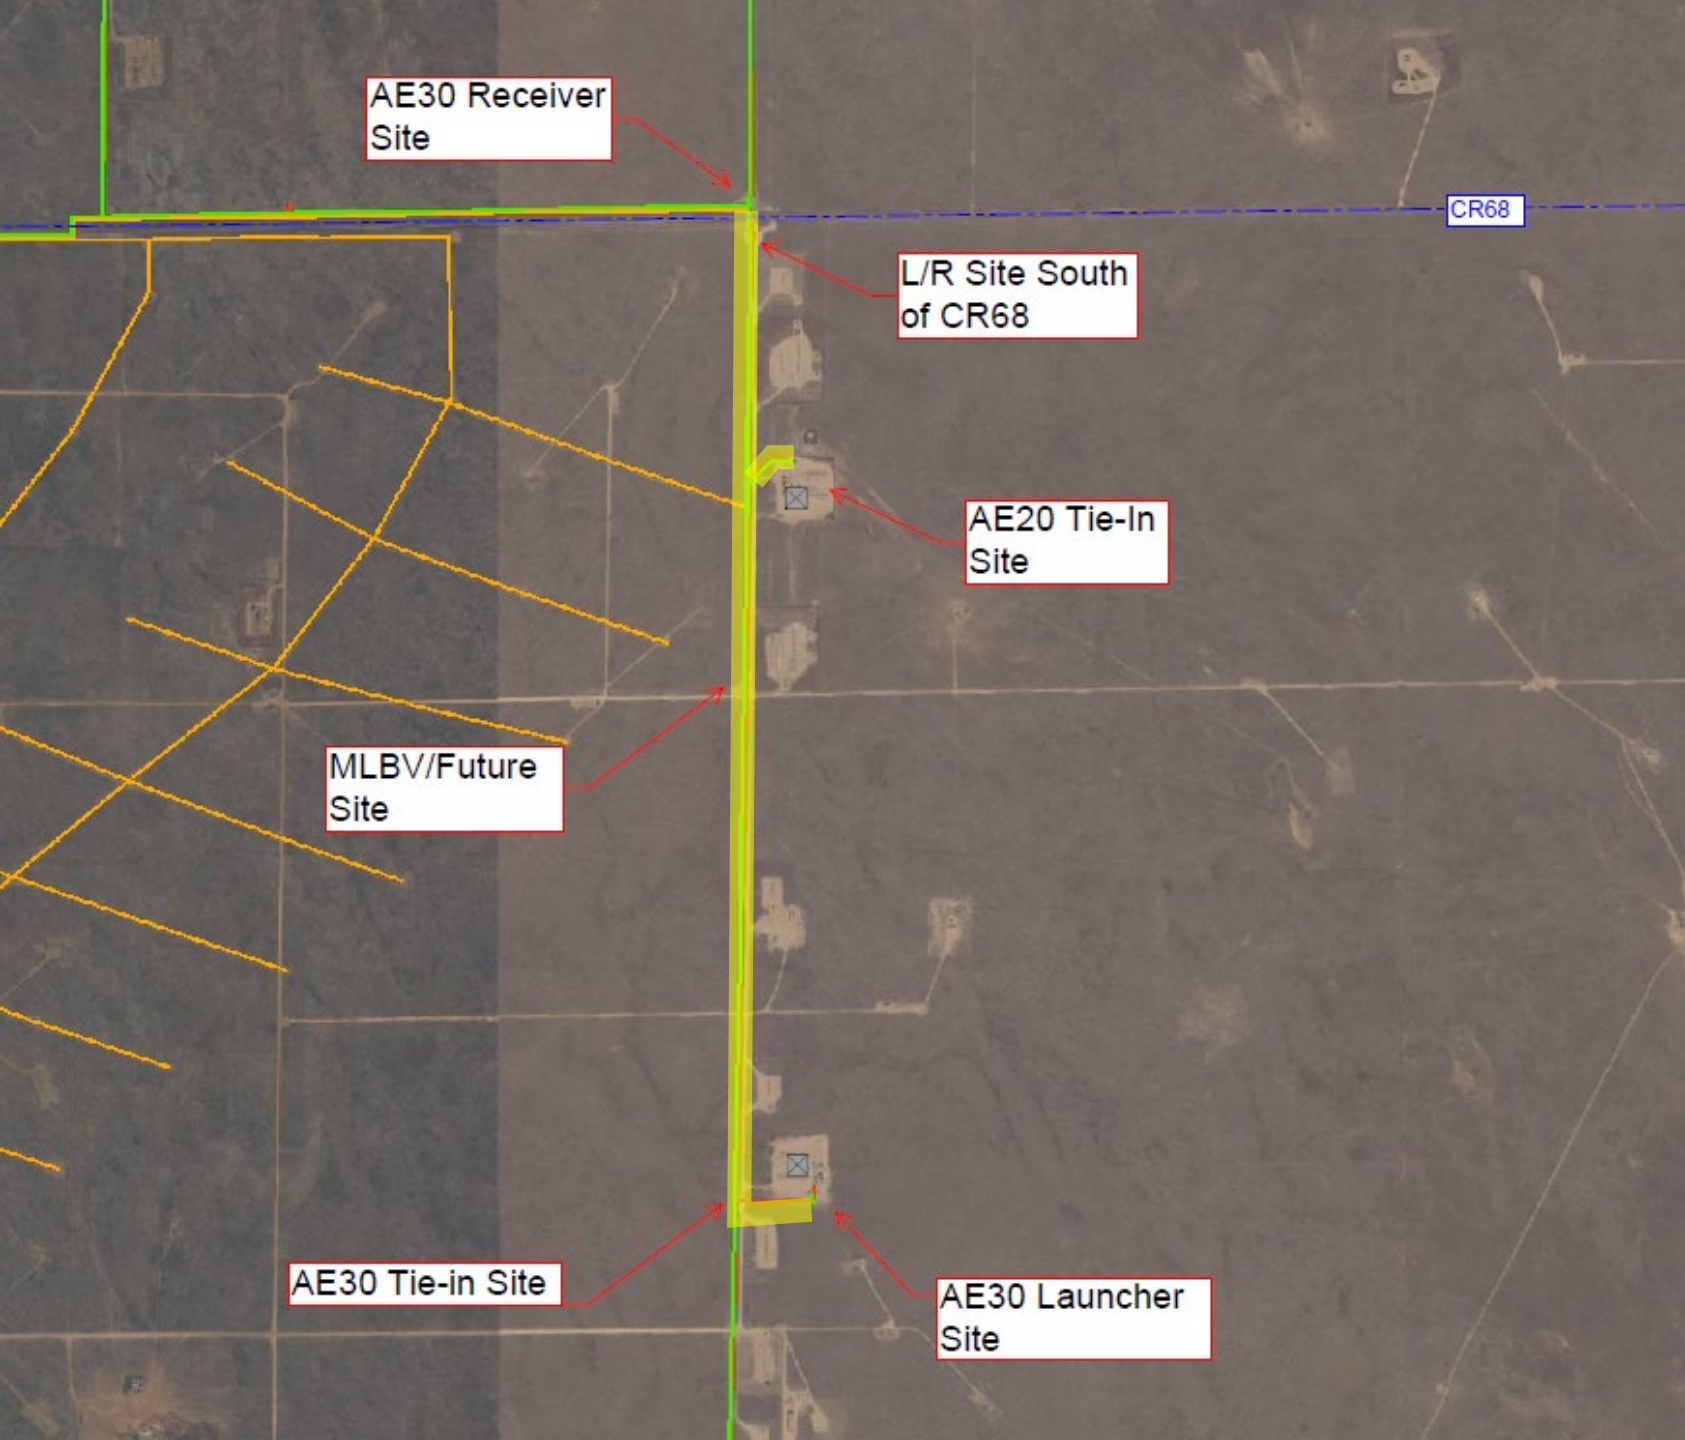 AE30 Receiver
Site
CR68
L/R Site South
of CR68
AE20 Tie-In
Site
MLBV/Future
Site
AE30 Tie-in Site
AE30 Launcher
Site